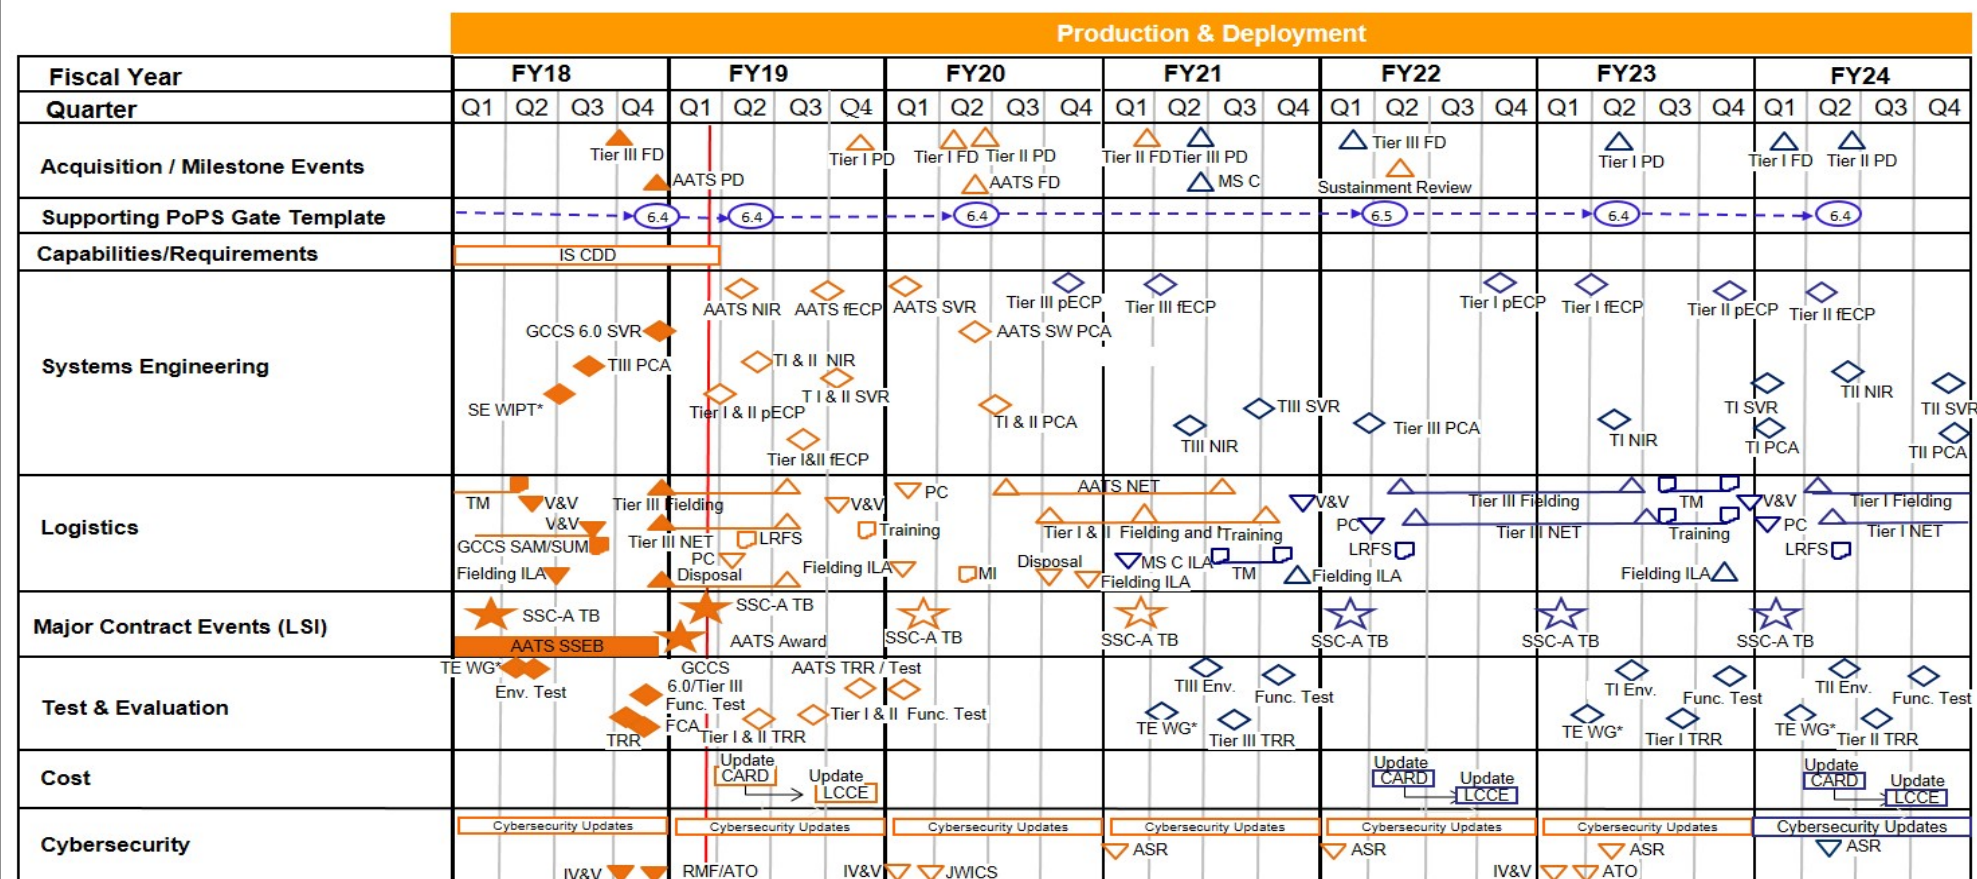 Production & Deployment
Fiscal Year FY18 FY19 FY20 FY21 FY22 FY23 FY24
Quarter Q1 Q2 Q3 Q4 Q1 Q2 Q3 Q4 Q1 Q2 Q3 Q4 Q1 Q2 Q3 Q4 Q1 Q2 Q3 Q4 Q1 Q2 Q3 Q4 Q1 Q2 Q3 Q4
Acquisition / Milestone Events
Tier III FD Tier I PD Tier I FD Tier II PD Tier II FD Tier III PD Tier III FD Tier I PD Tier I FD Tier II PD
AATS PD AATS FD MS C Sustainment Review
Supporting PoPS Gate Template 6.4 6.4 6.4 6.5 6.4 6.4
Capabilities/Requirements IS CDD
Systems Engineering
AATS NIR AATS fECP AATS SVR Tier III pECP Tier III fECP Tier I pECP Tier I fECP Tier II pECP Tier II fECP
GCCS 6.0 SVR AATS SW PCA
TIII PCA TI & II NIR
T I & II SVR TII NIR
SE WIPT* Tier I & II pECP TIII SVR TI SVR TII SVR
TI & II PCA Tier III PCA
Tier I&II fECP TIII NIR TI NIR TI PCA TII PCA
Logistics
TM V&V Tier III Fielding V&V PC AATS NET V&V Tier III Fielding TM V&V Tier I Fielding
V&V Tier III NET LRFS Training Tier I & II Fielding and Training PC Tier III NET Training PC Tier I NET
GCCS SAM/SUM PC LRFS LRFS
Fielding ILA Disposal Fielding ILA MI Disposal Fielding ILA MS C ILA TM Fielding ILA Fielding ILA
Major Contract Events (LSI)
SSC-A TB SSC-A TB SSC-A TB SSC-A TB SSC-A TB SSC-A TB SSC-A TB
AATS SSEB AATS Award
Test & Evaluation
TE WG* GCCS AATS TRR / Test
Env. Test 6.0/Tier III TIII Env. Func. Test TI Env. Func. Test TII Env. Func. Test
Func. Test
FCA Tier I & II Func. Test
TRR Tier I & II TRR TE WG* Tier III TRR TE WG* Tier I TRR TE WG* Tier II TRR
Cost
Update Update Update
CARD Update CARD Update CARD Update
LCCE LCCE LCCE
Cybersecurity
Cybersecurity Updates Cybersecurity Updates Cybersecurity Updates Cybersecurity Updates Cybersecurity Updates Cybersecurity Updates Cybersecurity Updates
ASR ASR ASR ASR
IV&V RMF/ATO IV&V JWICS IV&V ATO